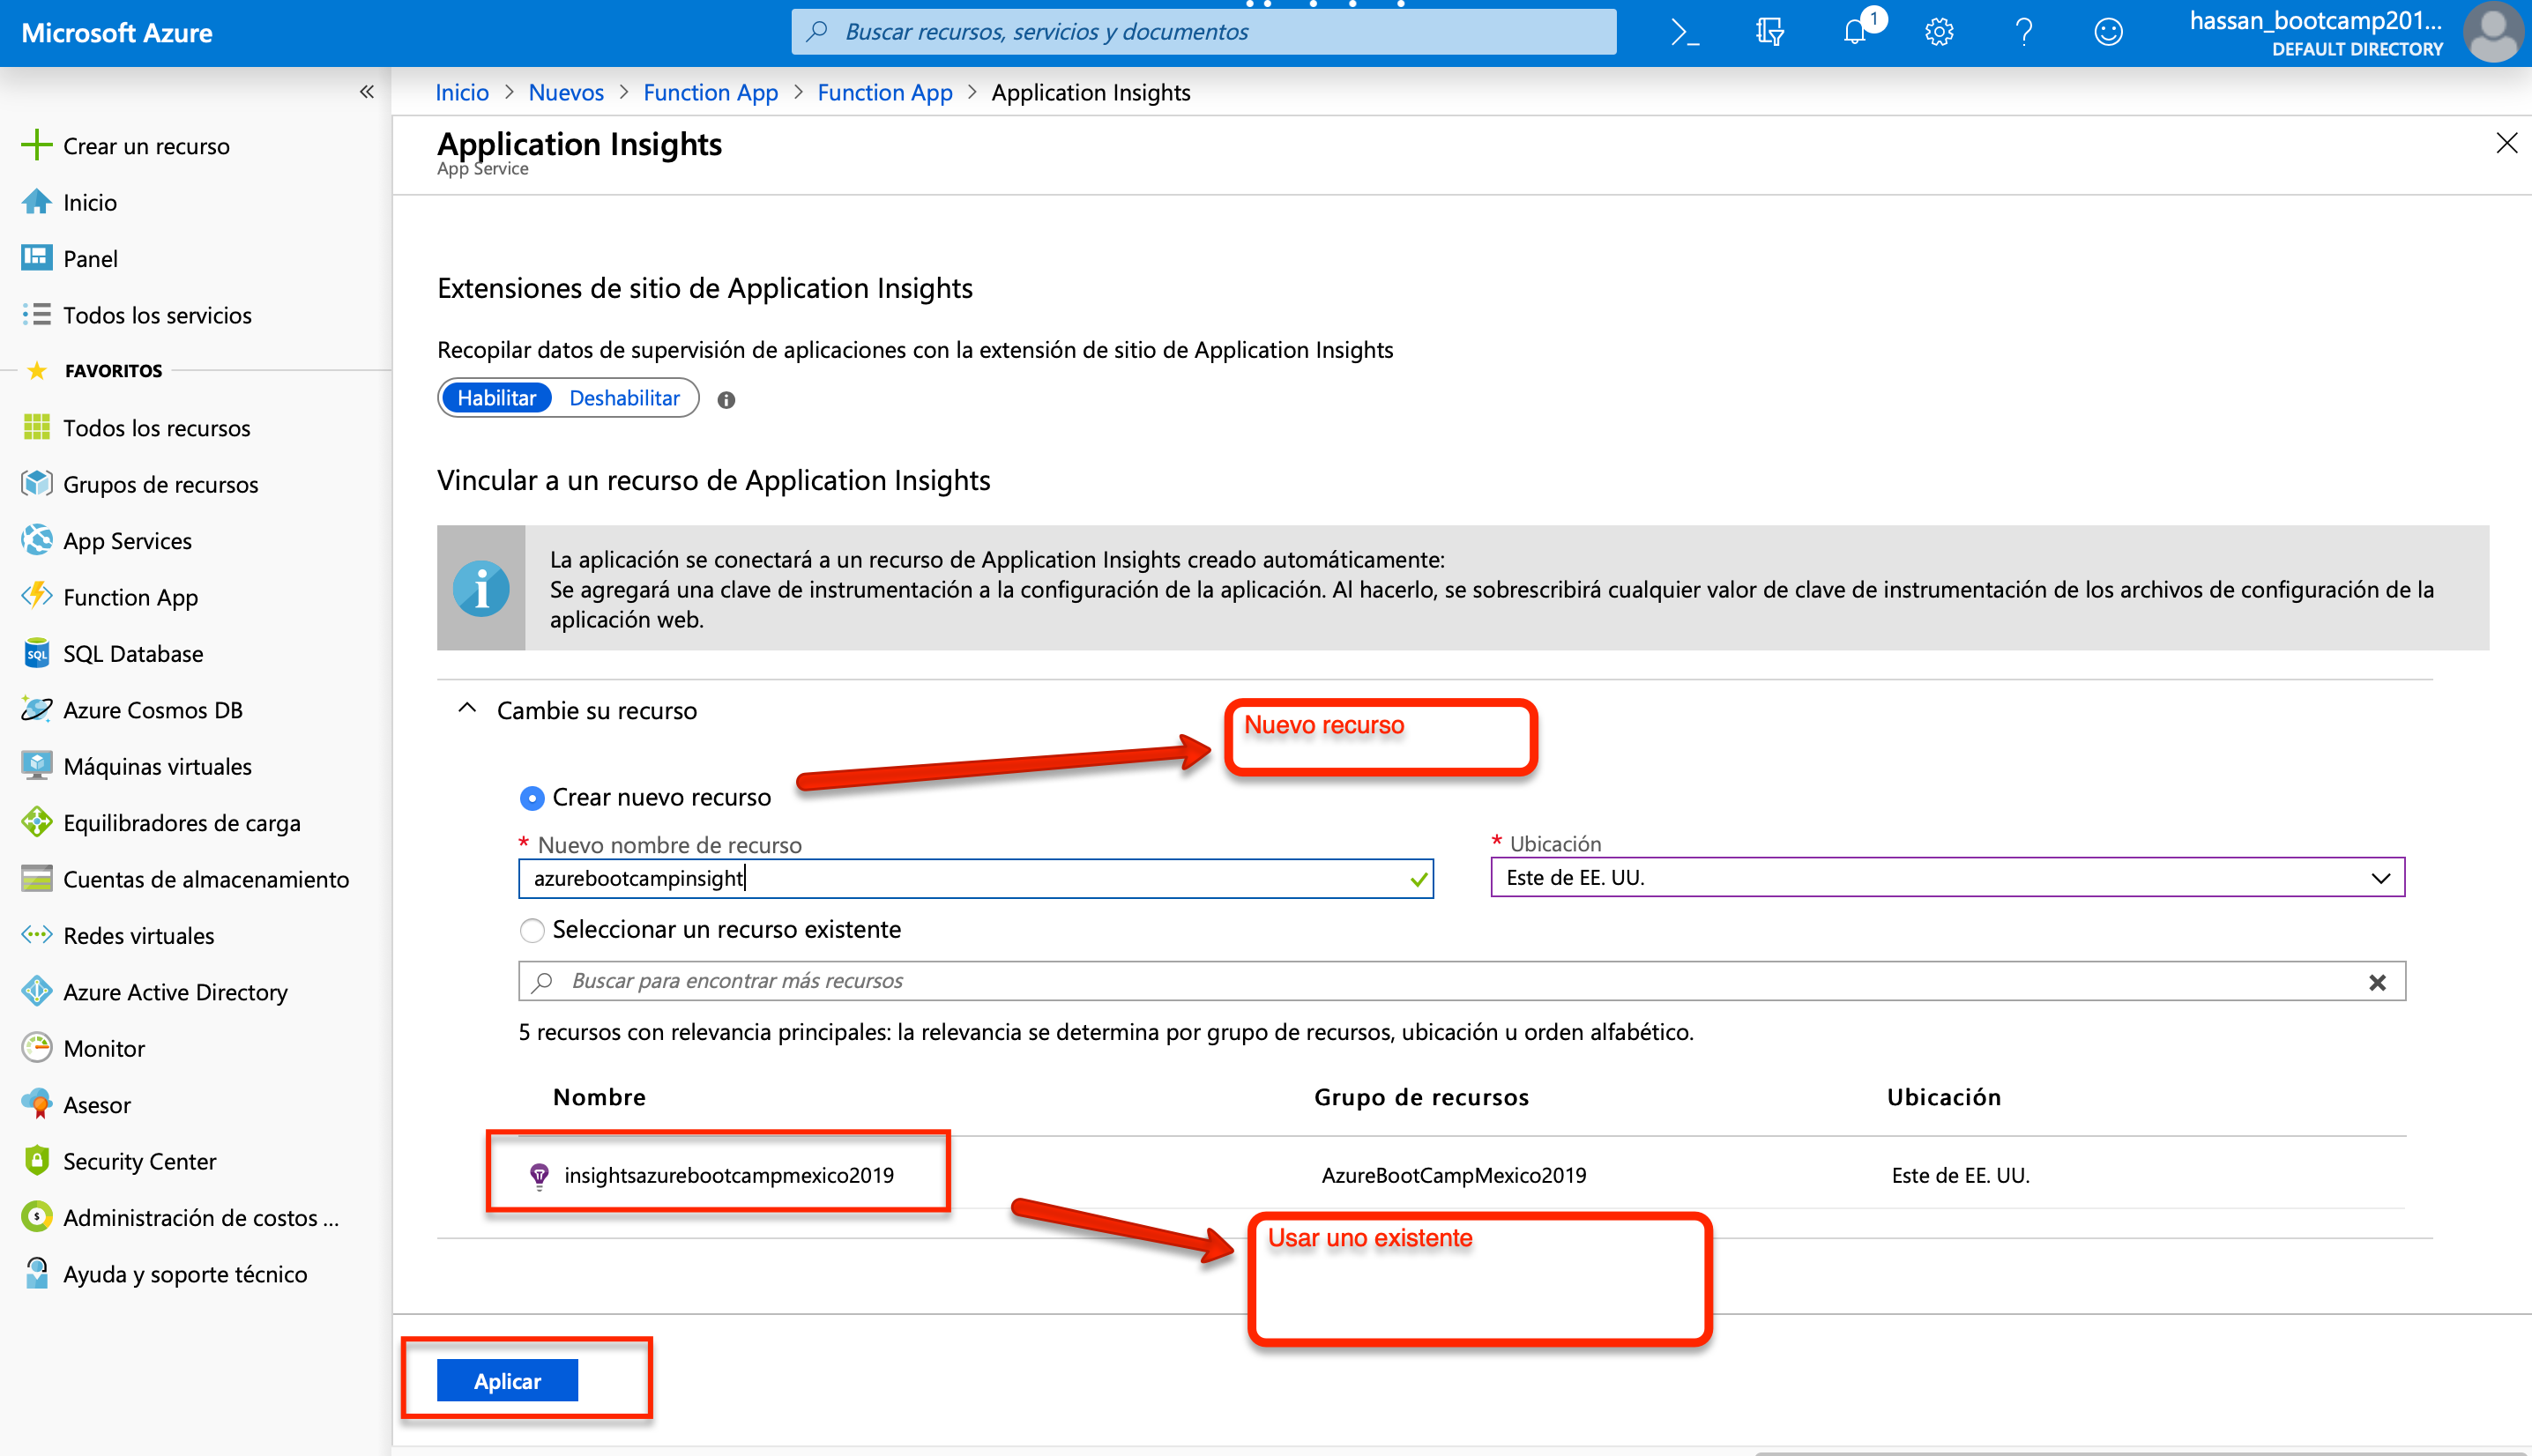 Microsoft Azure
Buscar recursos, servicios y documentos
1
hassan_bootcamp201...
DEFAULT DIRECTORY
Inicio > Nuevos > Function App > Function App > Application Insights
Application Insights
App Service
Crear un recurso
Inicio
Panel
Todos los servicios
FAVORITOS
Todos los recursos
Grupos de recursos
App Services
Function App
SQL Database
Azure Cosmos DB
Máquinas virtuales
Equilibradores de carga
Cuentas de almacenamiento
Redes virtuales
Azure Active Directory
Monitor
Asesor
Security Center
Administración de costos ...
Ayuda y soporte técnico
Extensiones de sitio de Application Insights
Recopilar datos de supervisión de aplicaciones con la extensión de sitio de Application Insights
Habilitar Deshabilitar
Vincular a un recurso de Application Insights
La aplicación se conectará a un recurso de Application Insights creado automáticamente:
Se agregará una clave de instrumentación a la configuración de la aplicación. Al hacerlo, se sobrescribirá cualquier valor de clave de instrumentación de los archivos de configuración de la
aplicación web.
Cambie su recurso
Nuevo recurso
Crear nuevo recurso
* Nuevo nombre de recurso
azurebootcampinsight
* Ubicación
Este de EE. UU.
Seleccionar un recurso existente
Buscar para encontrar más recursos
5 recursos con relevancia principales: la relevancia se determina por grupo de recursos, ubicación u orden alfabético.
Nombre Grupo de recursos Ubicación
insightsazurebootcampmexico2019 AzureBootCampMexico2019 Este de EE. UU.
Usar uno existente
Aplicar